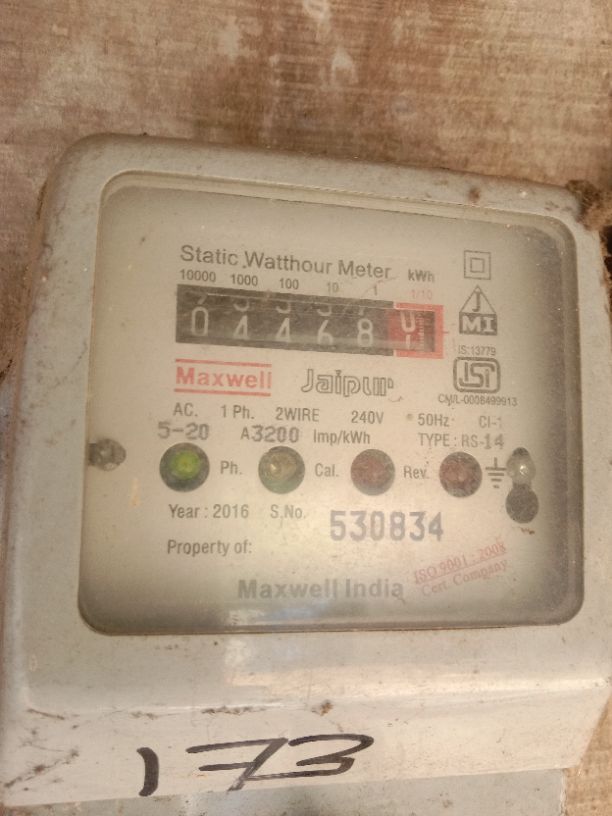 Static Watthour Meter kWh
10000 1000 100 10 1 1/10
04468
J
MI
IS:13779
Maxwell Jaipur
ISI
CM/L-0008499913
AC. 1 Ph. 2WIRE 240V 50Hz CI-1
5-20 A 3200 Imp/kWh TYPE : RS-14
Ph. Cal. Rev.
Year : 2016 S.No. 530834
Property of:
ISO 9001 : 2008
Cert Company
Maxwell India
173